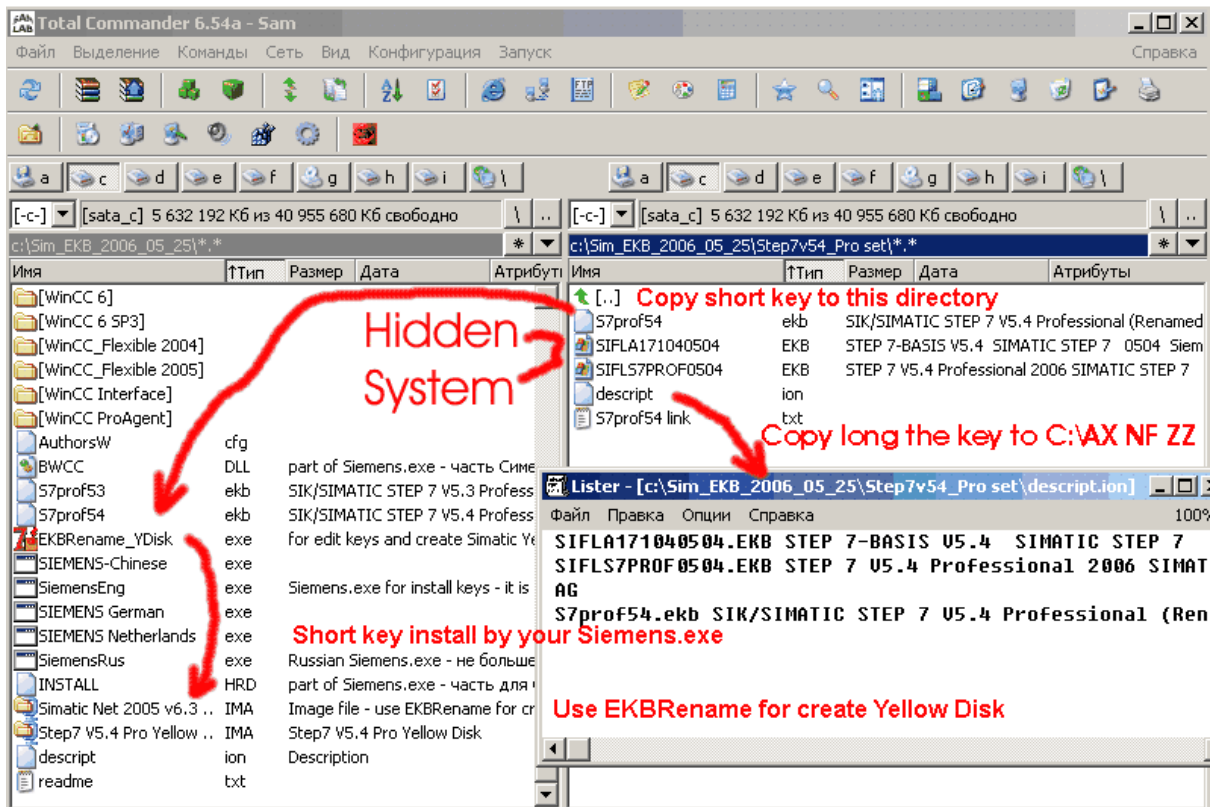 Total Commander 6.54a - Sam
Файл Выделение Команды Сеть Вид Конфигурация Запуск Справка
a c d e f g h i \ a c d e f g h i \
[-c-] [sata_c] 5 632 192 Кб из 40 955 680 Кб свободно \ .. [-c-] [sata_c] 5 632 192 Кб из 40 955 680 Кб свободно \ ..
c:\Sim_EKB_2006_05_25\*.* * c:\Sim_EKB_2006_05_25\Step7v54_Pro set\*.* *
Имя ↑Тип Размер Дата Атрибуты Имя ↑Тип Размер Дата Атрибуты
[WinCC 6]
[WinCC 6 SP3]
[WinCC_Flexible 2004]
[WinCC_Flexible 2005]
[WinCC Interface]
[WinCC ProAgent]
AuthorsW cfg
BWCC DLL part of Siemens.exe - часть Симе
S7prof53 ekb SIK/SIMATIC STEP 7 V5.3 Profess
S7prof54 ekb SIK/SIMATIC STEP 7 V5.4 Profess
EKBRename_YDisk exe for edit keys and create Simatic Ye
SIEMENS-Chinese exe
SiemensEng exe Siemens.exe for install keys - it is
SIEMENS German exe
SIEMENS Netherlands exe
SiemensRus exe Russian Siemens.exe - не больше
INSTALL HRD part of Siemens.exe - часть для
Simatic Net 2005 v6.3 .. IMA Image file - use EKBRename for cr
Step7 V5.4 Pro Yellow .. IMA Step7 V5.4 Pro Yellow Disk
descript ion Description
readme txt
[..] Copy short key to this directory
S7prof54 ekb SIK/SIMATIC STEP 7 V5.4 Professional (Renamed
SIFLA171040504 EKB STEP 7-BASIS V5.4 SIMATIC STEP 7 0504 Siem
SIFLS7PROF0504 EKB STEP 7 V5.4 Professional 2006 SIMATIC STEP 7
descript ion
S7prof54 link txt
Hidden
System
Copy long the key to C:\AX NF ZZ
Short key install by your Siemens.exe
Lister - [c:\Sim_EKB_2006_05_25\Step7v54_Pro set\descript.ion]
Файл Правка Опции Справка 100%
SIFLA171040504.EKB STEP 7-BASIS V5.4 SIMATIC STEP 7
SIFLS7PROF0504.EKB STEP 7 V5.4 Professional 2006 SIMAT
AG
S7prof54.ekb SIK/SIMATIC STEP 7 V5.4 Professional (Ren
Use EKBRename for create Yellow Disk